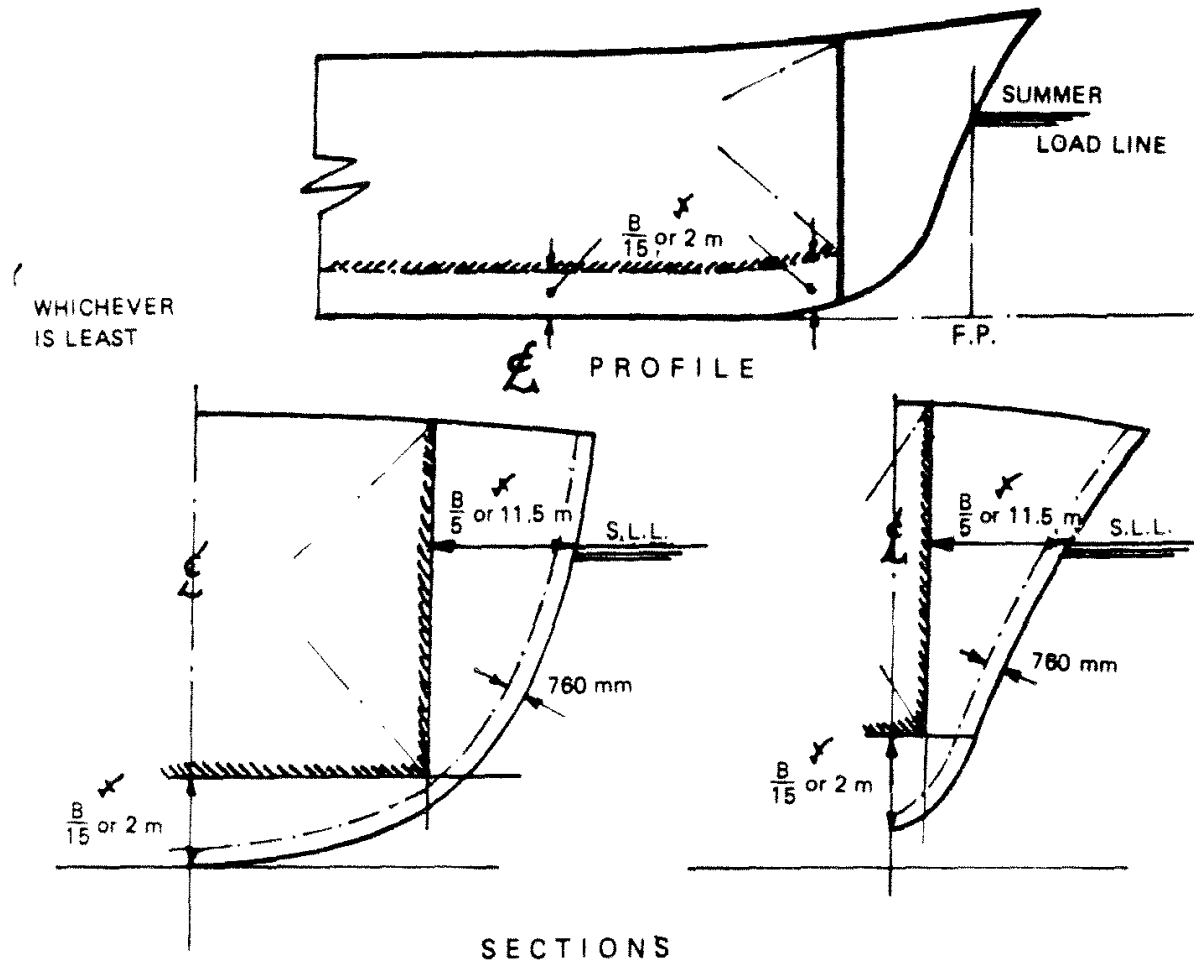 SUMMER
LOAD LINE
B/15 or 2 m
WHICHEVER
IS LEAST
F.P.
℄ PROFILE
B/5 or 11.5 m
S.L.L.
℄
760 mm
B/15 or 2 m
B/5 or 11.5 m
S.L.L.
℄
760 mm
B/15 or 2 m
SECTIONS